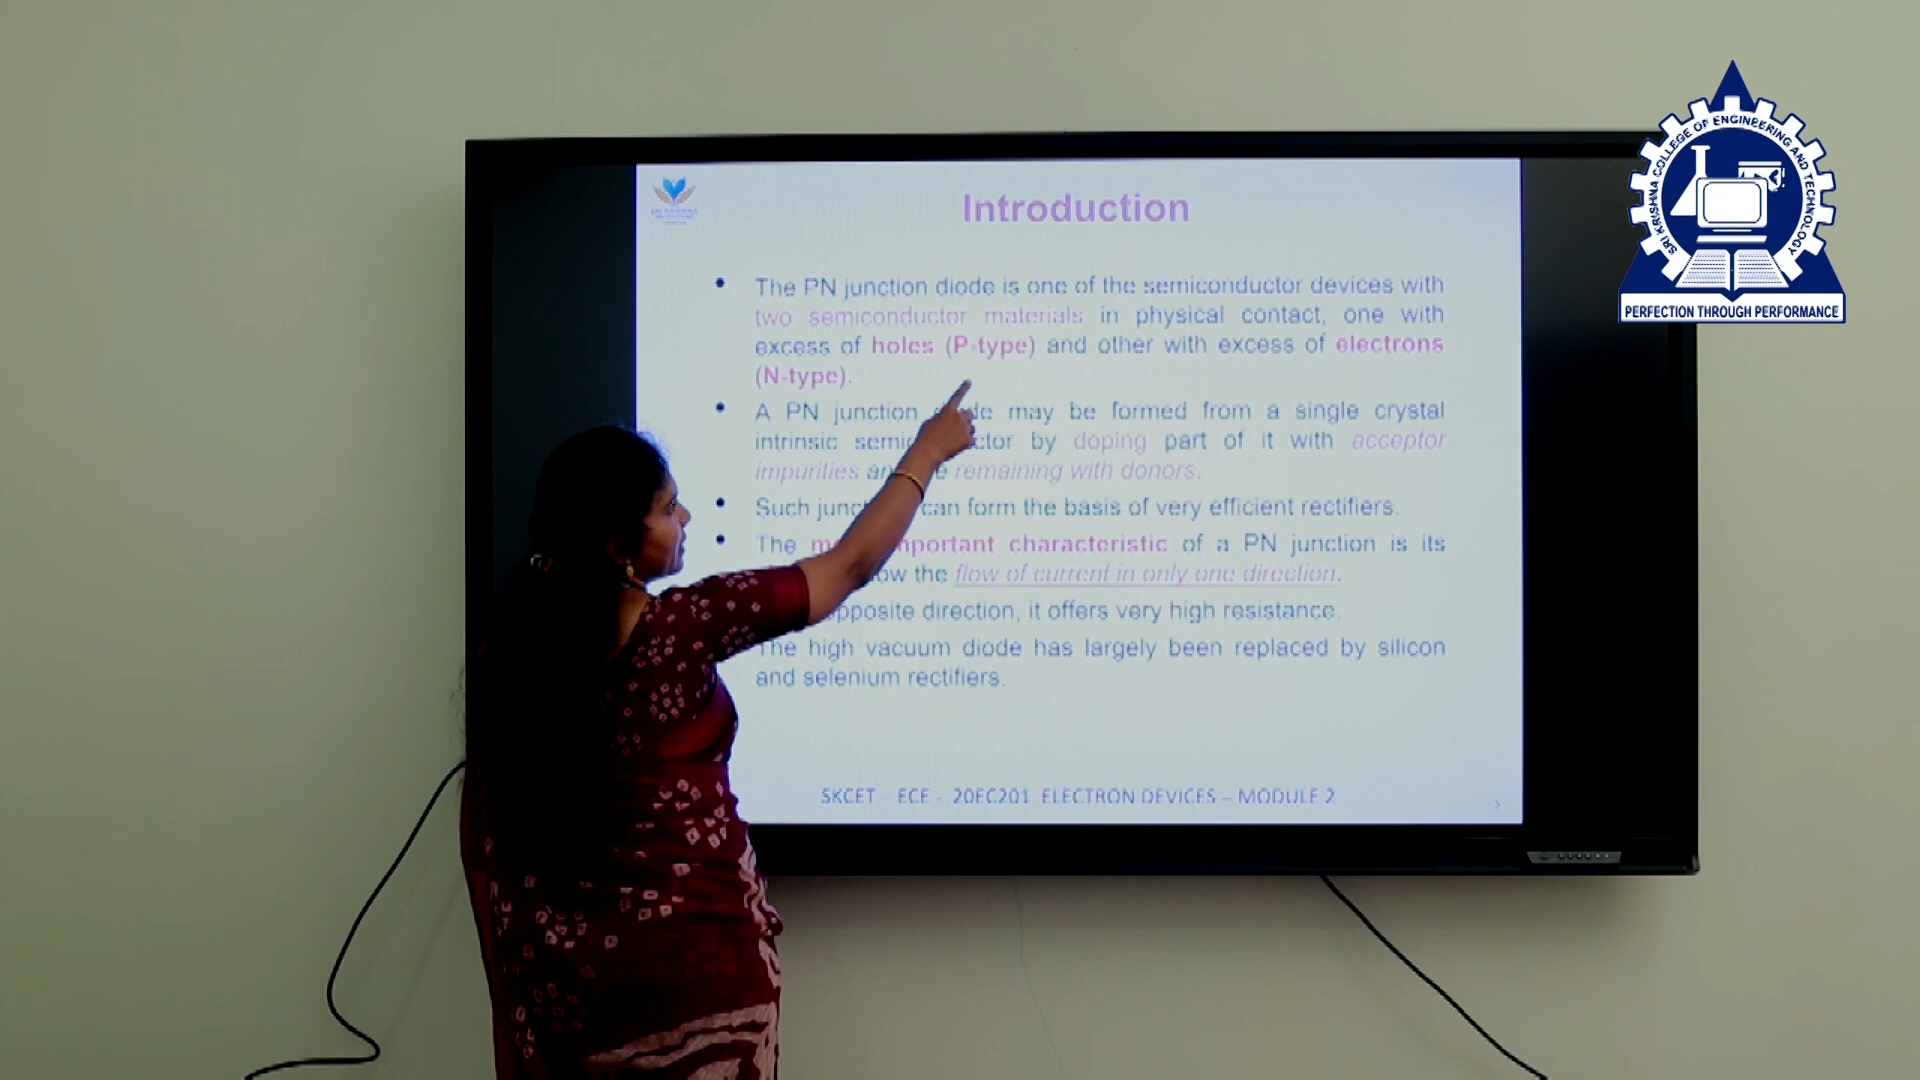 SRI KRISHNA COLLEGE OF ENGINEERING AND TECHNOLOGY
PERFECTION THROUGH PERFORMANCE
Introduction
• The PN junction diode is one of the semiconductor devices with
two semiconductor materials in physical contact, one with
excess of holes (P-type) and other with excess of electrons
(N-type).
• A PN junction may be formed from a single crystal
intrinsic by doping part of it with acceptor
impurities remaining with donors.
• Such can form the basis of very efficient rectifiers.
• The important characteristic of a PN junction is its
the flow of current in only one direction.
opposite direction, it offers very high resistance.
The high vacuum diode has largely been replaced by silicon
and selenium rectifiers.
SKCET - ECE - 20EC201 ELECTRON DEVICES – MODULE 2